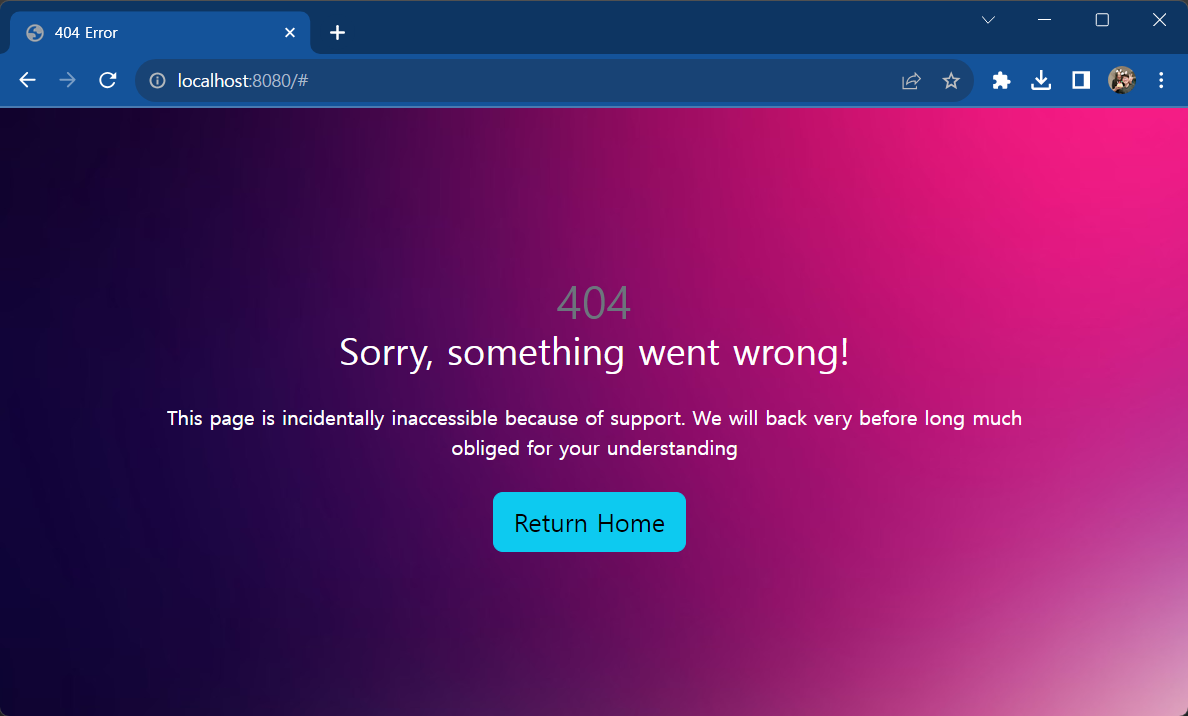 404 Error
localhost:8080/#
404
Sorry, something went wrong!
This page is incidentally inaccessible because of support. We will back very before long much
obliged for your understanding
Return Home